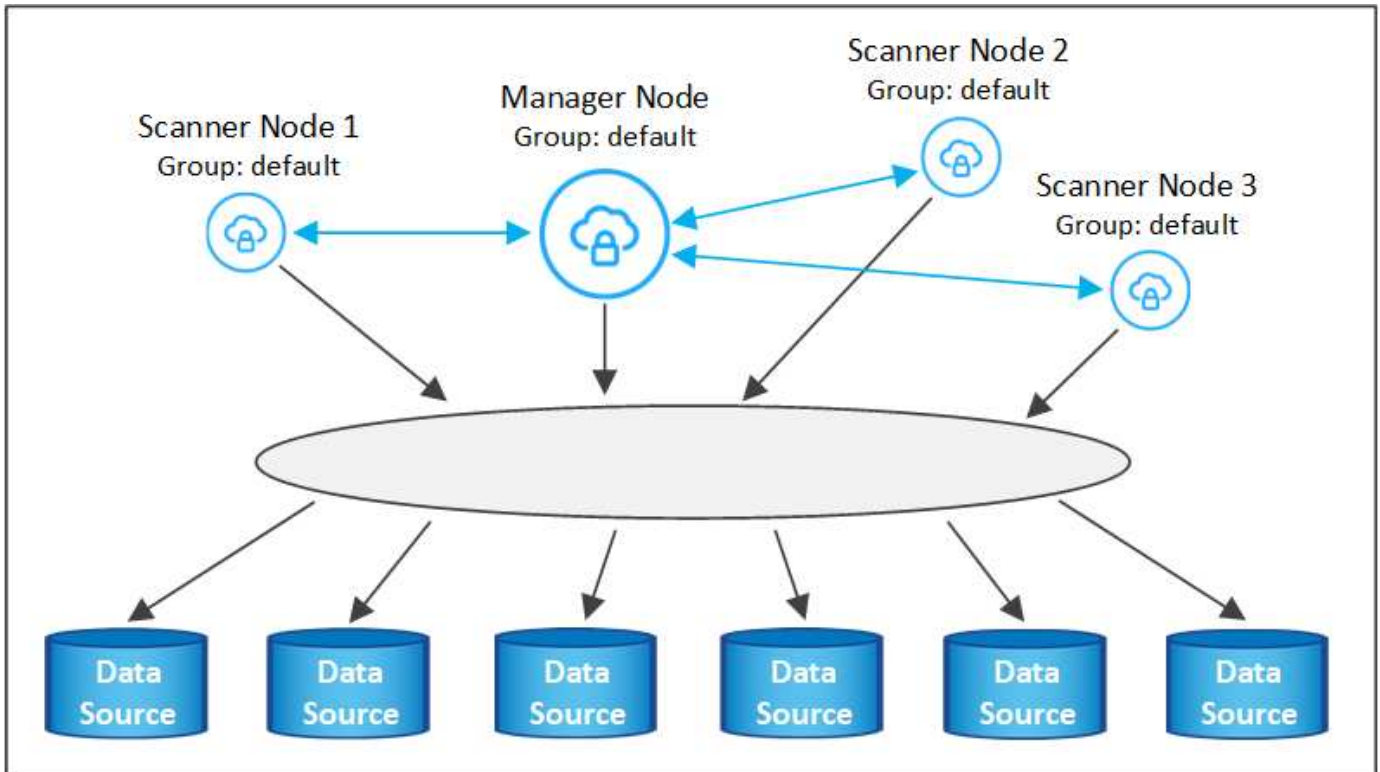 Scanner Node 1
Group: default
Manager Node
Group: default
Scanner Node 2
Group: default
Scanner Node 3
Group: default
Data
Source
Data
Source
Data
Source
Data
Source
Data
Source
Data
Source